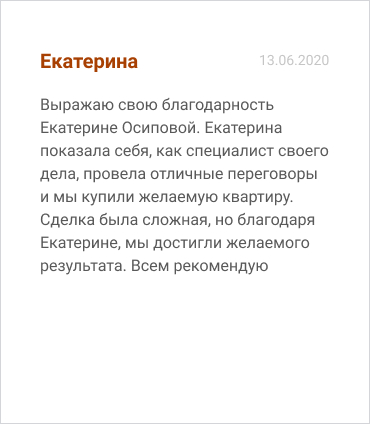 Екатерина 13.06.2020
Выражаю свою благодарность
Екатерине Осиповой. Екатерина
показала себя, как специалист своего
дела, провела отличные переговоры
и мы купили желаемую квартиру.
Сделка была сложная, но благодаря
Екатерине, мы достигли желаемого
результата. Всем рекомендую